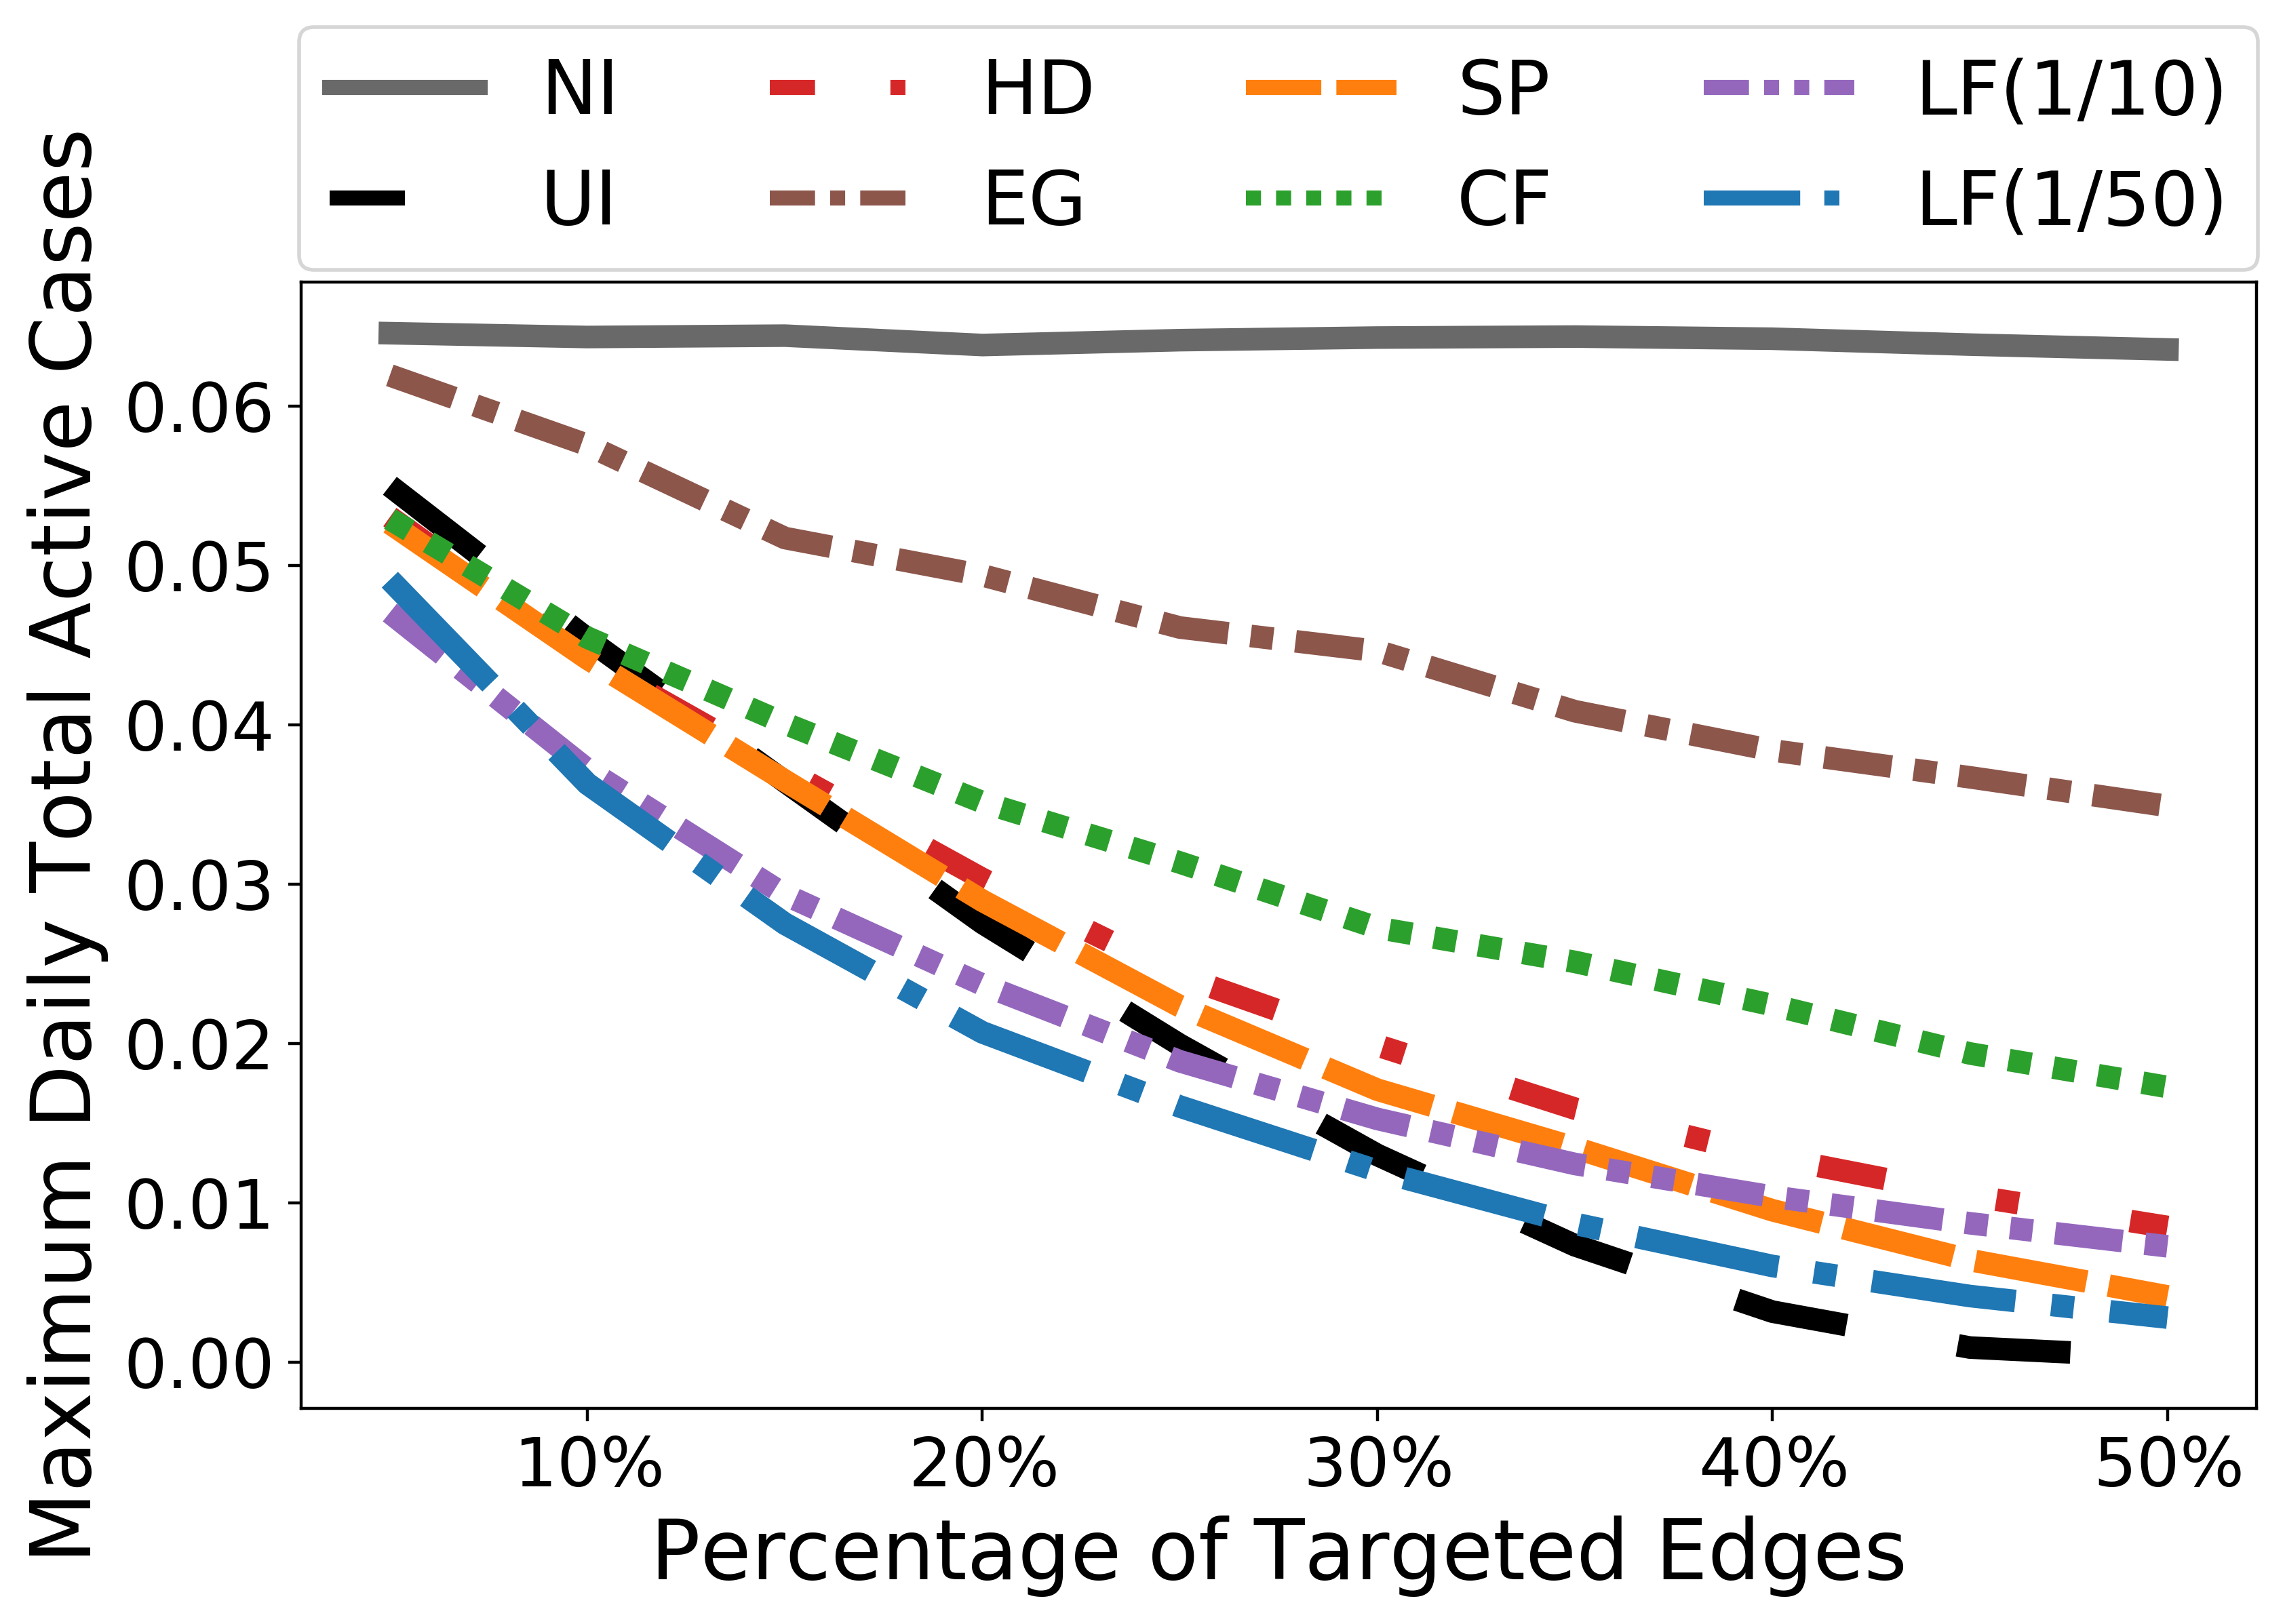 NI HD SP LF(1/10)
UI EG CF LF(1/50)
Maximum Daily Total Active Cases
0.06
0.05
0.04
0.03
0.02
0.01
0.00
10% 20% 30% 40% 50%
Percentage of Targeted Edges